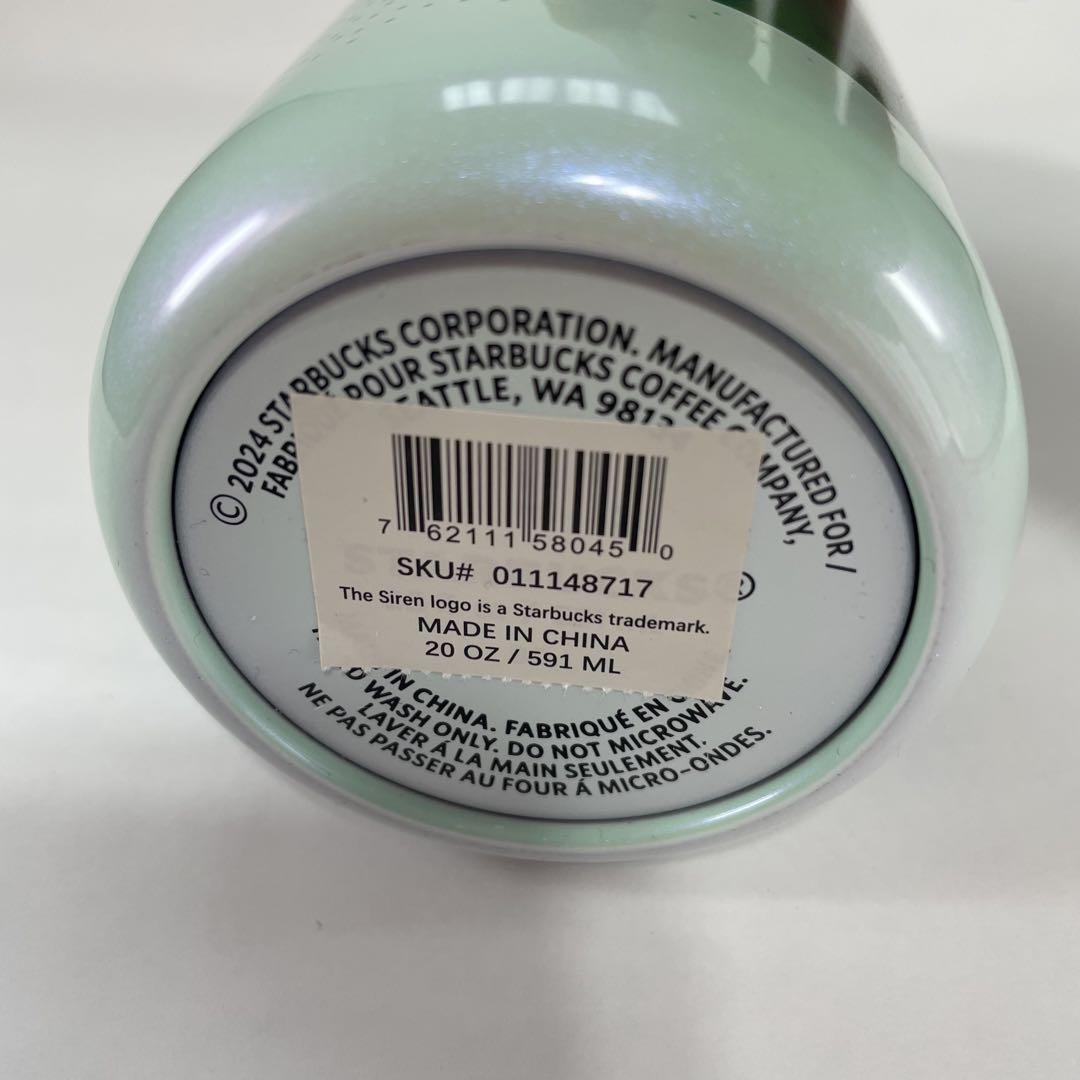 © 2024 STARBUCKS CORPORATION. MANUFACTURED FOR /
POUR STARBUCKS COFFEE COMPANY,
SEATTLE, WA
7 62111 58045 0
SKU# 011148717
The Siren logo is a Starbucks trademark.
MADE IN CHINA
20 OZ / 591 ML
IN CHINA. FABRIQUÉ EN
WASH ONLY. DO NOT MICROWAVE.
LAVER Á LA MAIN SEULEMENT.
NE PAS PASSER AU FOUR Á MICRO-ONDES.